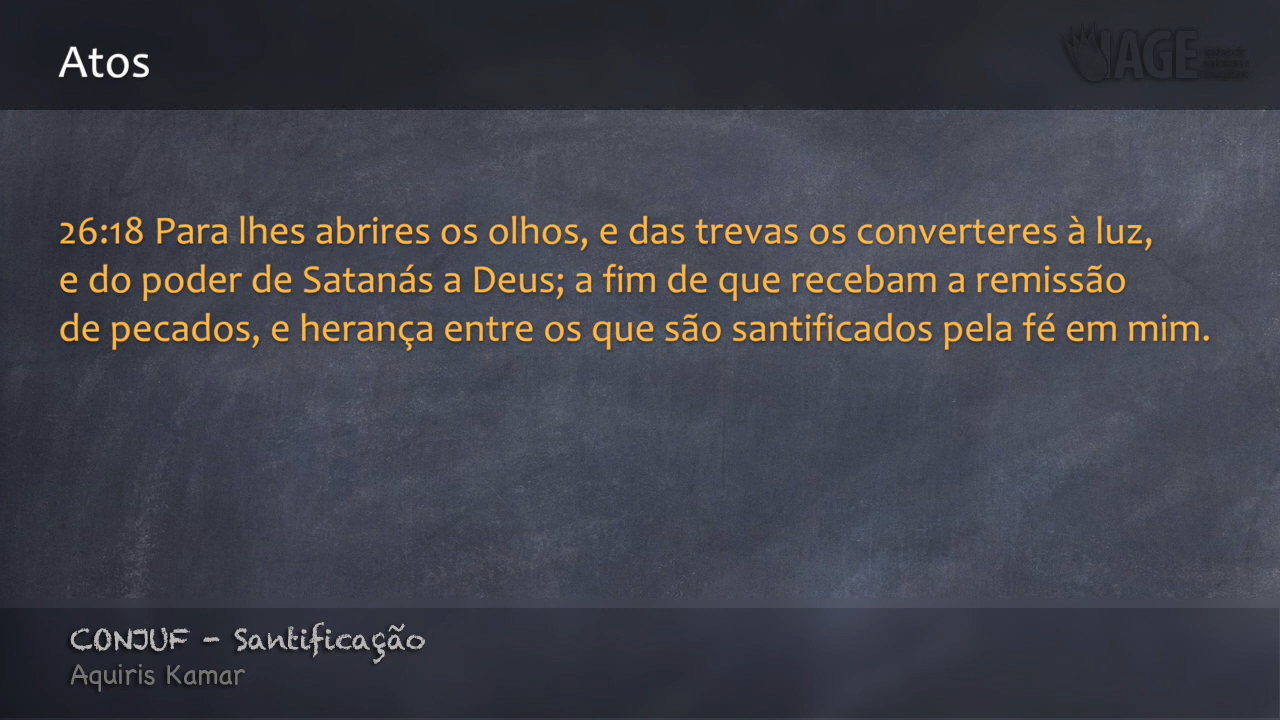 Atos
IAGE
26:18 Para lhes abrires os olhos, e das trevas os converteres à luz,
e do poder de Satanás a Deus; a fim de que recebam a remissão
de pecados, e herança entre os que são santificados pela fé em mim.
CONJUF - Santificação
Aquiris Kamar